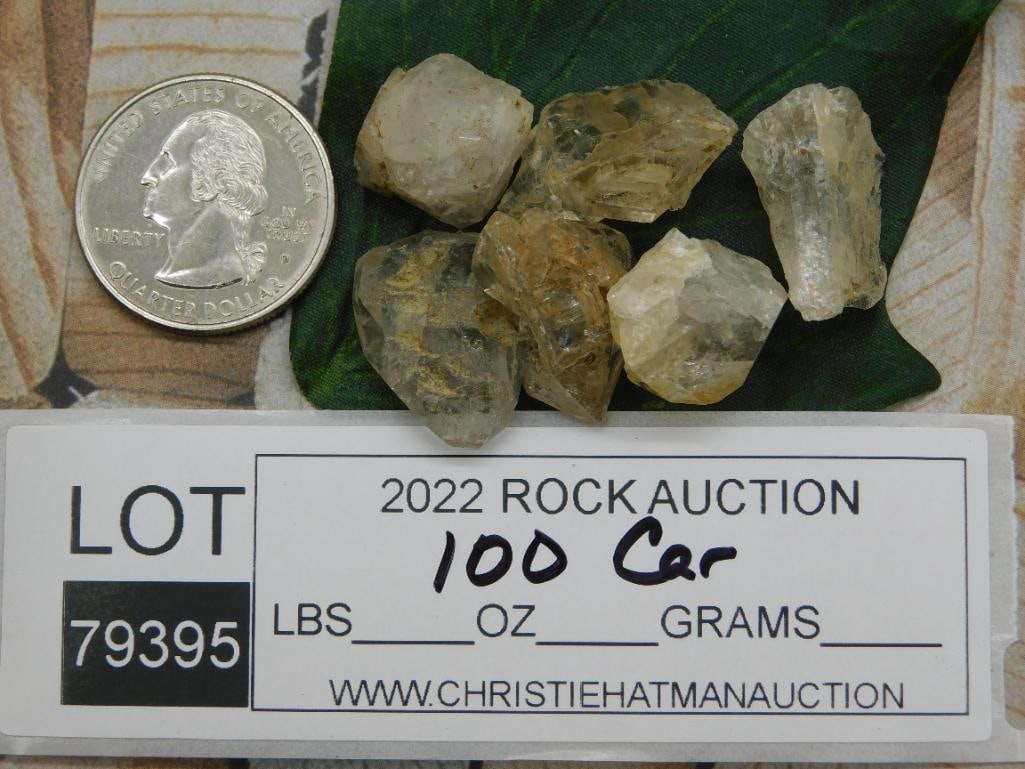 UNITED STATES OF AMERICA
LIBERTY
IN
GOD WE
TRUST
P
QUARTER DOLLAR
LOT
79395
2022 ROCK AUCTION
100 Car
LBS_____OZ_____GRAMS_____
WWW.CHRISTIEHATMANAUCTION